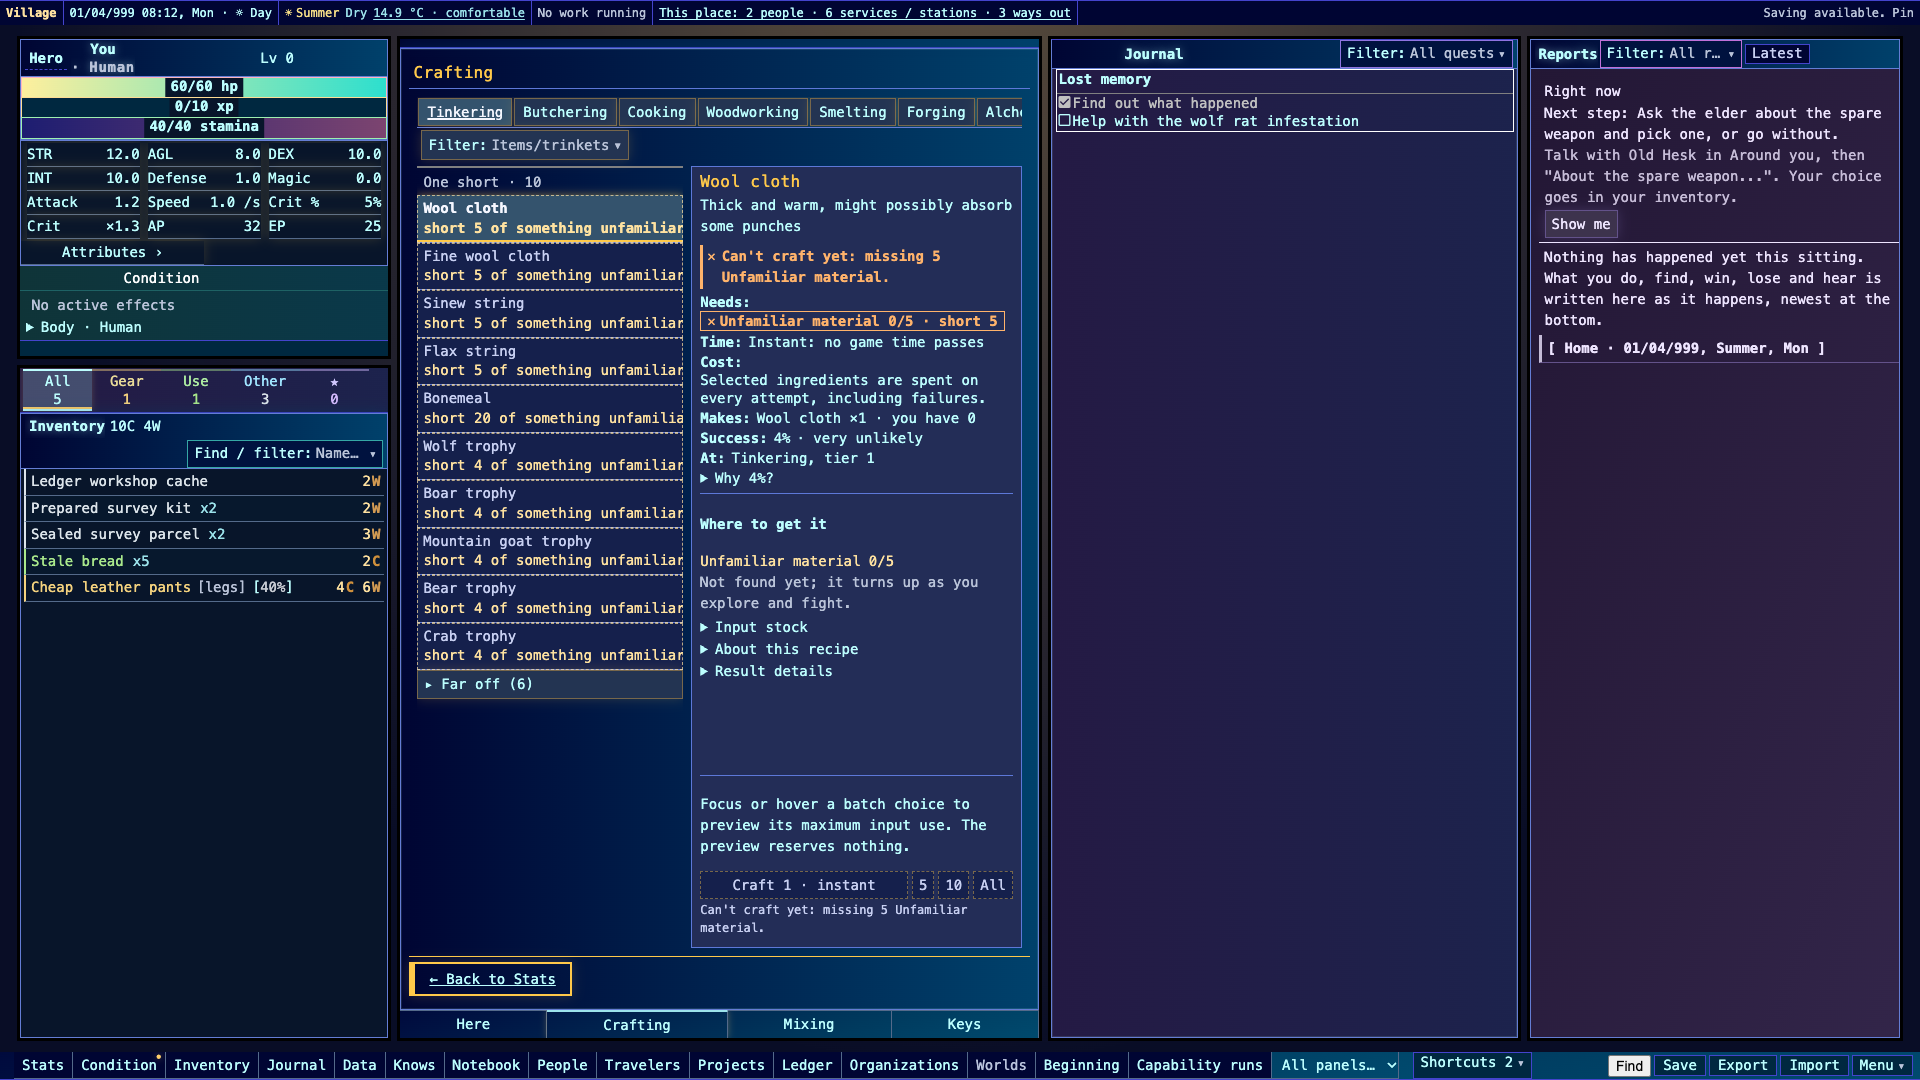 Village 01/04/999 08:12, Mon · ☀ Day ☀ Summer Dry 14.9 °C · comfortable No work running This place: 2 people · 6 services / stations · 3 ways out Saving available. Pin
Hero · You Human Lv 0
60/60 hp
0/10 xp
40/40 stamina
STR 12.0 AGL 8.0 DEX 10.0
INT 10.0 Defense 1.0 Magic 0.0
Attack 1.2 Speed 1.0 /s Crit % 5%
Crit ×1.3 AP 32 EP 25
Attributes ›
Condition
No active effects
▶ Body · Human
All Gear Use Other ★
5 1 1 3 0
Inventory 10C 4W
Find / filter: Name… ▾
Ledger workshop cache 2W
Prepared survey kit x2 2W
Sealed survey parcel x2 3W
Stale bread x5 2C
Cheap leather pants [legs] [40%] 4C 6W
Crafting
Tinkering Butchering Cooking Woodworking Smelting Forging Alch
Filter: Items/trinkets ▾
One short · 10
Wool cloth
short 5 of something unfamiliar
Fine wool cloth
short 5 of something unfamiliar
Sinew string
short 5 of something unfamiliar
Flax string
short 5 of something unfamiliar
Bonemeal
short 20 of something unfamilia
Wolf trophy
short 4 of something unfamiliar
Boar trophy
short 4 of something unfamiliar
Mountain goat trophy
short 4 of something unfamiliar
Bear trophy
short 4 of something unfamiliar
Crab trophy
short 4 of something unfamiliar
▸ Far off (6)
Wool cloth
Thick and warm, might possibly absorb
some punches
× Can't craft yet: missing 5
Unfamiliar material.
Needs:
× Unfamiliar material 0/5 · short 5
Time: Instant: no game time passes
Cost:
Selected ingredients are spent on
every attempt, including failures.
Makes: Wool cloth ×1 · you have 0
Success: 4% · very unlikely
At: Tinkering, tier 1
▶ Why 4%?
Where to get it
Unfamiliar material 0/5
Not found yet; it turns up as you
explore and fight.
▶ Input stock
▶ About this recipe
▶ Result details
Focus or hover a batch choice to
preview its maximum input use. The
preview reserves nothing.
Craft 1 · instant 5 10 All
Can't craft yet: missing 5 Unfamiliar
material.
← Back to Stats
Here Crafting Mixing Keys
Journal Filter: All quests ▾
Lost memory
Find out what happened
Help with the wolf rat infestation
Reports Filter: All r… ▾ Latest
Right now
Next step: Ask the elder about the spare
weapon and pick one, or go without.
Talk with Old Hesk in Around you, then
"About the spare weapon...". Your choice
goes in your inventory.
Show me
Nothing has happened yet this sitting.
What you do, find, win, lose and hear is
written here as it happens, newest at the
bottom.
[ Home · 01/04/999, Summer, Mon ]
Stats Condition Inventory Journal Data Knows Notebook People Travelers Projects Ledger Organizations Worlds Beginning Capability runs All panels… Shortcuts 2 ▾ Find Save Export Import Menu ▾